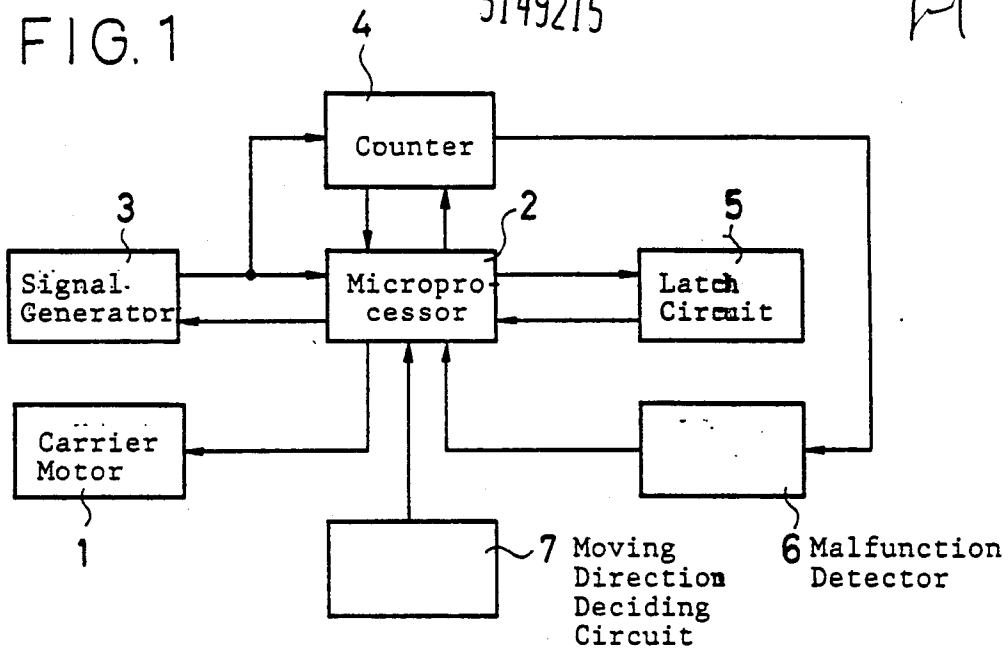 FIG. 1
5149215
4
Counter
3
2
5
Signal
Generator
Micropro-
cessor
Latch
Circuit
Carrier
Motor
1
7 Moving
Direction
Deciding
Circuit
6 Malfunction
Detector